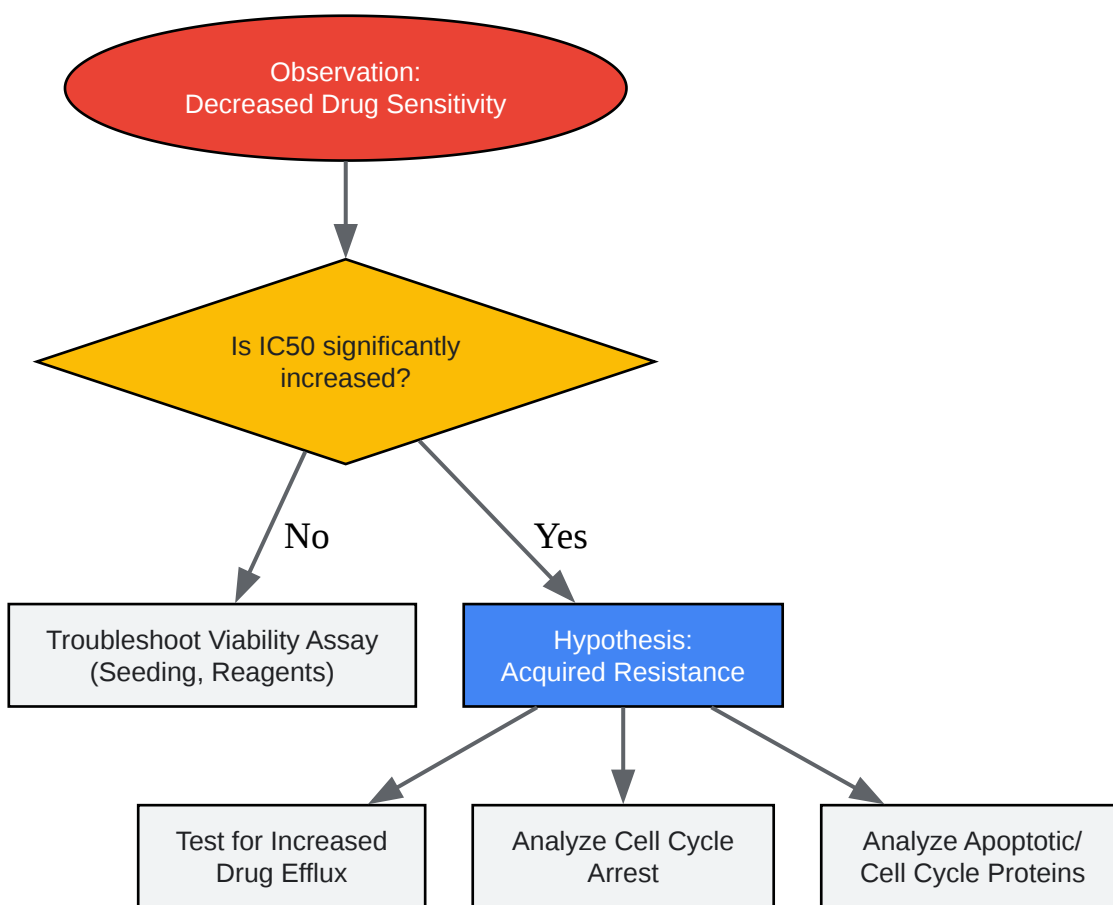 Observation:
Decreased Drug Sensitivity
Is IC50 significantly
increased?
No
Yes
Troubleshoot Viability Assay
(Seeding, Reagents)
Hypothesis:
Acquired Resistance
Test for Increased
Drug Efflux
Analyze Cell Cycle
Arrest
Analyze Apoptotic/
Cell Cycle Proteins